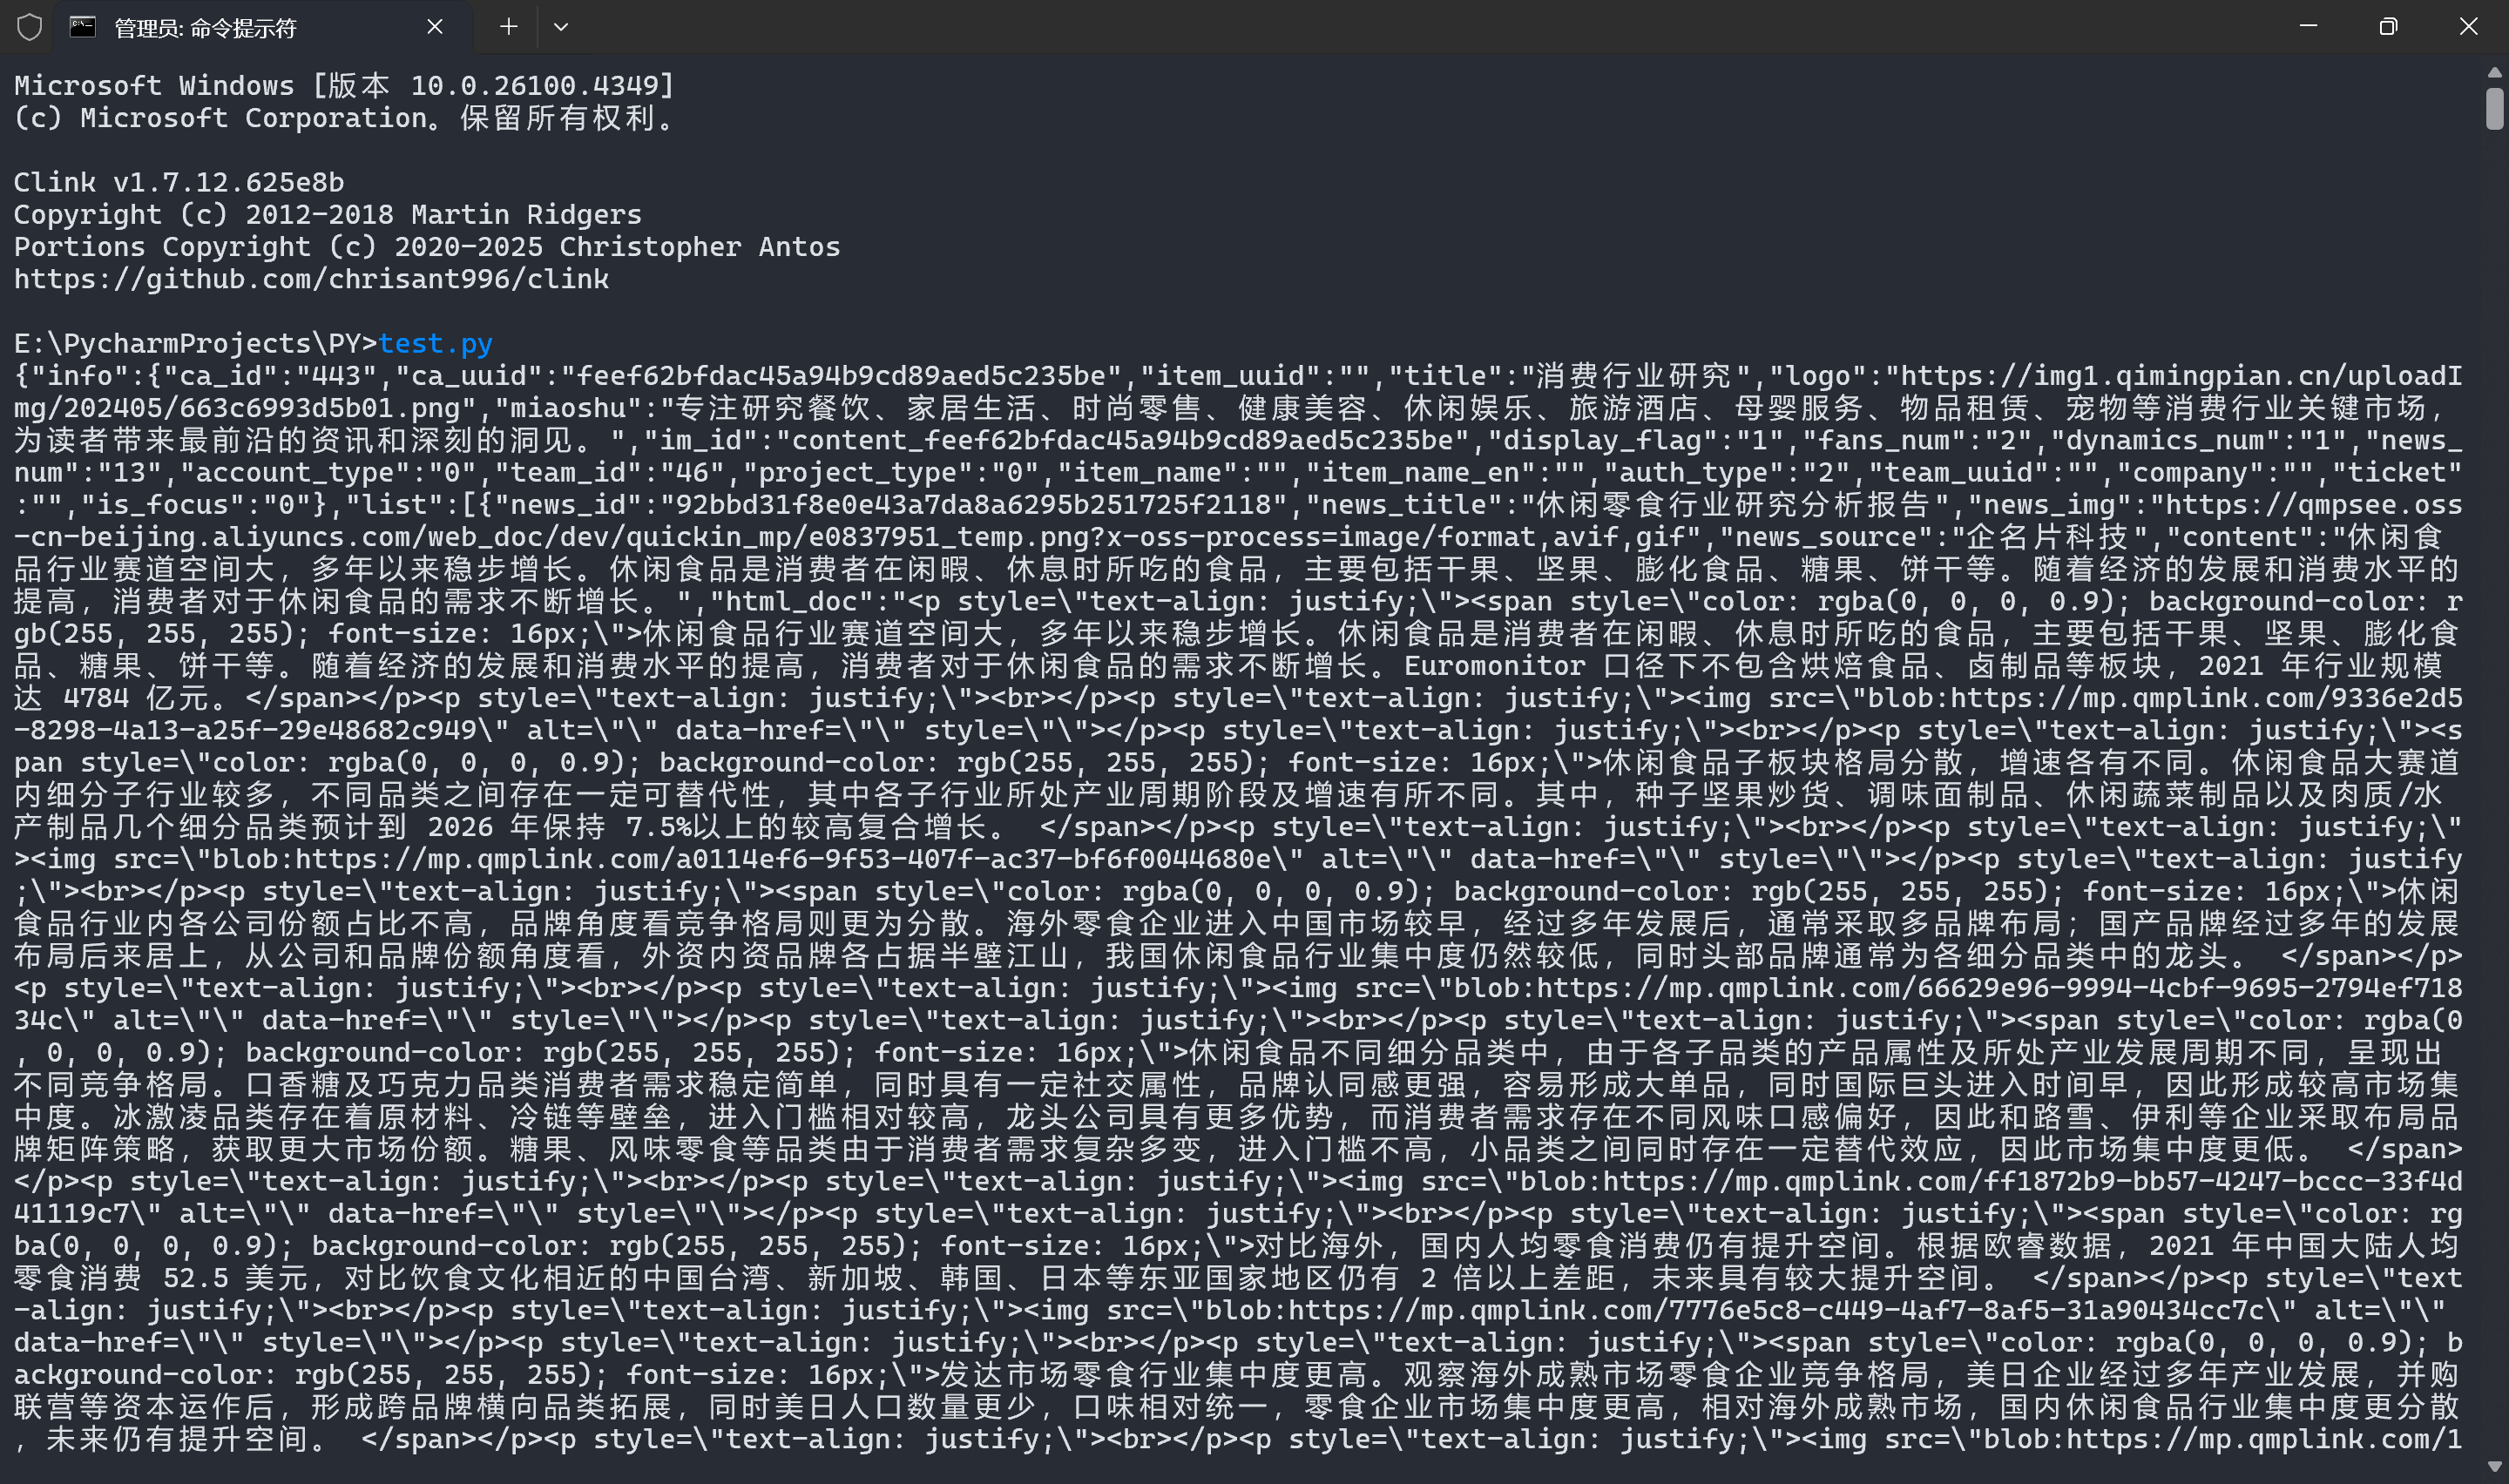 管理员: 命令提示符
Microsoft Windows [版本 10.0.26100.4349]
(c) Microsoft Corporation。保留所有权利。
Clink v1.7.12.625e8b
Copyright (c) 2012-2018 Martin Ridgers
Portions Copyright (c) 2020-2025 Christopher Antos
https://github.com/chrisant996/clink
E:\PycharmProjects\PY>test.py
{"info":{"ca_id":"443","ca_uuid":"feef62bfdac45a94b9cd89aed5c235be","item_uuid":"","title":"消费行业研究","logo":"https://img1.qimingpian.cn/uploadI
mg/202405/663c6993d5b01.png","miaoshu":"专注研究餐饮、家居生活、时尚零售、健康美容、休闲娱乐、旅游酒店、母婴服务、物品租赁、宠物等消费行业关键市场，
为读者带来最前沿的资讯和深刻的洞见。","im_id":"content_feef62bfdac45a94b9cd89aed5c235be","display_flag":"1","fans_num":"2","dynamics_num":"1","news_
num":"13","account_type":"0","team_id":"46","project_type":"0","item_name":"","item_name_en":"","auth_type":"2","team_uuid":"","company":"","ticket"
:"","is_focus":"0"},"list":[{"news_id":"92bbd31f8e0e43a7da8a6295b251725f2118","news_title":"休闲零食行业研究分析报告","news_img":"https://qmpsee.oss
-cn-beijing.aliyuncs.com/web_doc/dev/quickin_mp/e0837951_temp.png?x-oss-process=image/format,avif,gif","news_source":"企名片科技","content":"休闲食
品行业赛道空间大，多年以来稳步增长。休闲食品是消费者在闲暇、休息时所吃的食品，主要包括干果、坚果、膨化食品、糖果、饼干等。随着经济的发展和消费水平的
提高，消费者对于休闲食品的需求不断增长。","html_doc":"<p style=\"text-align: justify;\"><span style=\"color: rgba(0, 0, 0, 0.9); background-color: r
gb(255, 255, 255); font-size: 16px;\">休闲食品行业赛道空间大，多年以来稳步增长。休闲食品是消费者在闲暇、休息时所吃的食品，主要包括干果、坚果、膨化食
品、糖果、饼干等。随着经济的发展和消费水平的提高，消费者对于休闲食品的需求不断增长。Euromonitor 口径下不包含烘焙食品、卤制品等板块，2021 年行业规模
达 4784 亿元。</span></p><p style=\"text-align: justify;\"><br></p><p style=\"text-align: justify;\"><img src=\"blob:https://mp.qmplink.com/9336e2d5
-8298-4a13-a25f-29e48682c949\" alt=\"\" data-href=\"\" style=\"\"></p><p style=\"text-align: justify;\"><br></p><p style=\"text-align: justify;\"><s
pan style=\"color: rgba(0, 0, 0, 0.9); background-color: rgb(255, 255, 255); font-size: 16px;\">休闲食品子板块格局分散，增速各有不同。休闲食品大赛道
内细分子行业较多，不同品类之间存在一定可替代性，其中各子行业所处产业周期阶段及增速有所不同。其中，种子坚果炒货、调味面制品、休闲蔬菜制品以及肉质/水
产制品几个细分品类预计到 2026 年保持 7.5%以上的较高复合增长。 </span></p><p style=\"text-align: justify;\"><br></p><p style=\"text-align: justify;\"
><img src=\"blob:https://mp.qmplink.com/a0114ef6-9f53-407f-ac37-bf6f0044680e\" alt=\"\" data-href=\"\" style=\"\"></p><p style=\"text-align: justify
;\"><br></p><p style=\"text-align: justify;\"><span style=\"color: rgba(0, 0, 0, 0.9); background-color: rgb(255, 255, 255); font-size: 16px;\">休闲
食品行业内各公司份额占比不高，品牌角度看竞争格局则更为分散。海外零食企业进入中国市场较早，经过多年发展后，通常采取多品牌布局；国产品牌经过多年的发展
布局后来居上，从公司和品牌份额角度看，外资内资品牌各占据半壁江山，我国休闲食品行业集中度仍然较低，同时头部品牌通常为各细分品类中的龙头。 </span></p>
<p style=\"text-align: justify;\"><br></p><p style=\"text-align: justify;\"><img src=\"blob:https://mp.qmplink.com/66629e96-9994-4cbf-9695-2794ef718
34c\" alt=\"\" data-href=\"\" style=\"\"></p><p style=\"text-align: justify;\"><br></p><p style=\"text-align: justify;\"><span style=\"color: rgba(0
, 0, 0, 0.9); background-color: rgb(255, 255, 255); font-size: 16px;\">休闲食品不同细分品类中，由于各子品类的产品属性及所处产业发展周期不同，呈现出
不同竞争格局。口香糖及巧克力品类消费者需求稳定简单，同时具有一定社交属性，品牌认同感更强，容易形成大单品，同时国际巨头进入时间早，因此形成较高市场集
中度。冰激凌品类存在着原材料、冷链等壁垒，进入门槛相对较高，龙头公司具有更多优势，而消费者需求存在不同风味口感偏好，因此和路雪、伊利等企业采取布局品
牌矩阵策略，获取更大市场份额。糖果、风味零食等品类由于消费者需求复杂多变，进入门槛不高，小品类之间同时存在一定替代效应，因此市场集中度更低。 </span>
</p><p style=\"text-align: justify;\"><br></p><p style=\"text-align: justify;\"><img src=\"blob:https://mp.qmplink.com/ff1872b9-bb57-4247-bccc-33f4d
41119c7\" alt=\"\" data-href=\"\" style=\"\"></p><p style=\"text-align: justify;\"><br></p><p style=\"text-align: justify;\"><span style=\"color: rg
ba(0, 0, 0, 0.9); background-color: rgb(255, 255, 255); font-size: 16px;\">对比海外，国内人均零食消费仍有提升空间。根据欧睿数据，2021 年中国大陆人均
零食消费 52.5 美元，对比饮食文化相近的中国台湾、新加坡、韩国、日本等东亚国家地区仍有 2 倍以上差距，未来具有较大提升空间。 </span></p><p style=\"text
-align: justify;\"><br></p><p style=\"text-align: justify;\"><img src=\"blob:https://mp.qmplink.com/7776e5c8-c449-4af7-8af5-31a90434cc7c\" alt=\"\"
data-href=\"\" style=\"\"></p><p style=\"text-align: justify;\"><br></p><p style=\"text-align: justify;\"><span style=\"color: rgba(0, 0, 0, 0.9); b
ackground-color: rgb(255, 255, 255); font-size: 16px;\">发达市场零食行业集中度更高。观察海外成熟市场零食企业竞争格局，美日企业经过多年产业发展，并购
联营等资本运作后，形成跨品牌横向品类拓展，同时美日人口数量更少，口味相对统一，零食企业市场集中度更高，相对海外成熟市场，国内休闲食品行业集中度更分散
，未来仍有提升空间。 </span></p><p style=\"text-align: justify;\"><br></p><p style=\"text-align: justify;\"><img src=\"blob:https://mp.qmplink.com/1